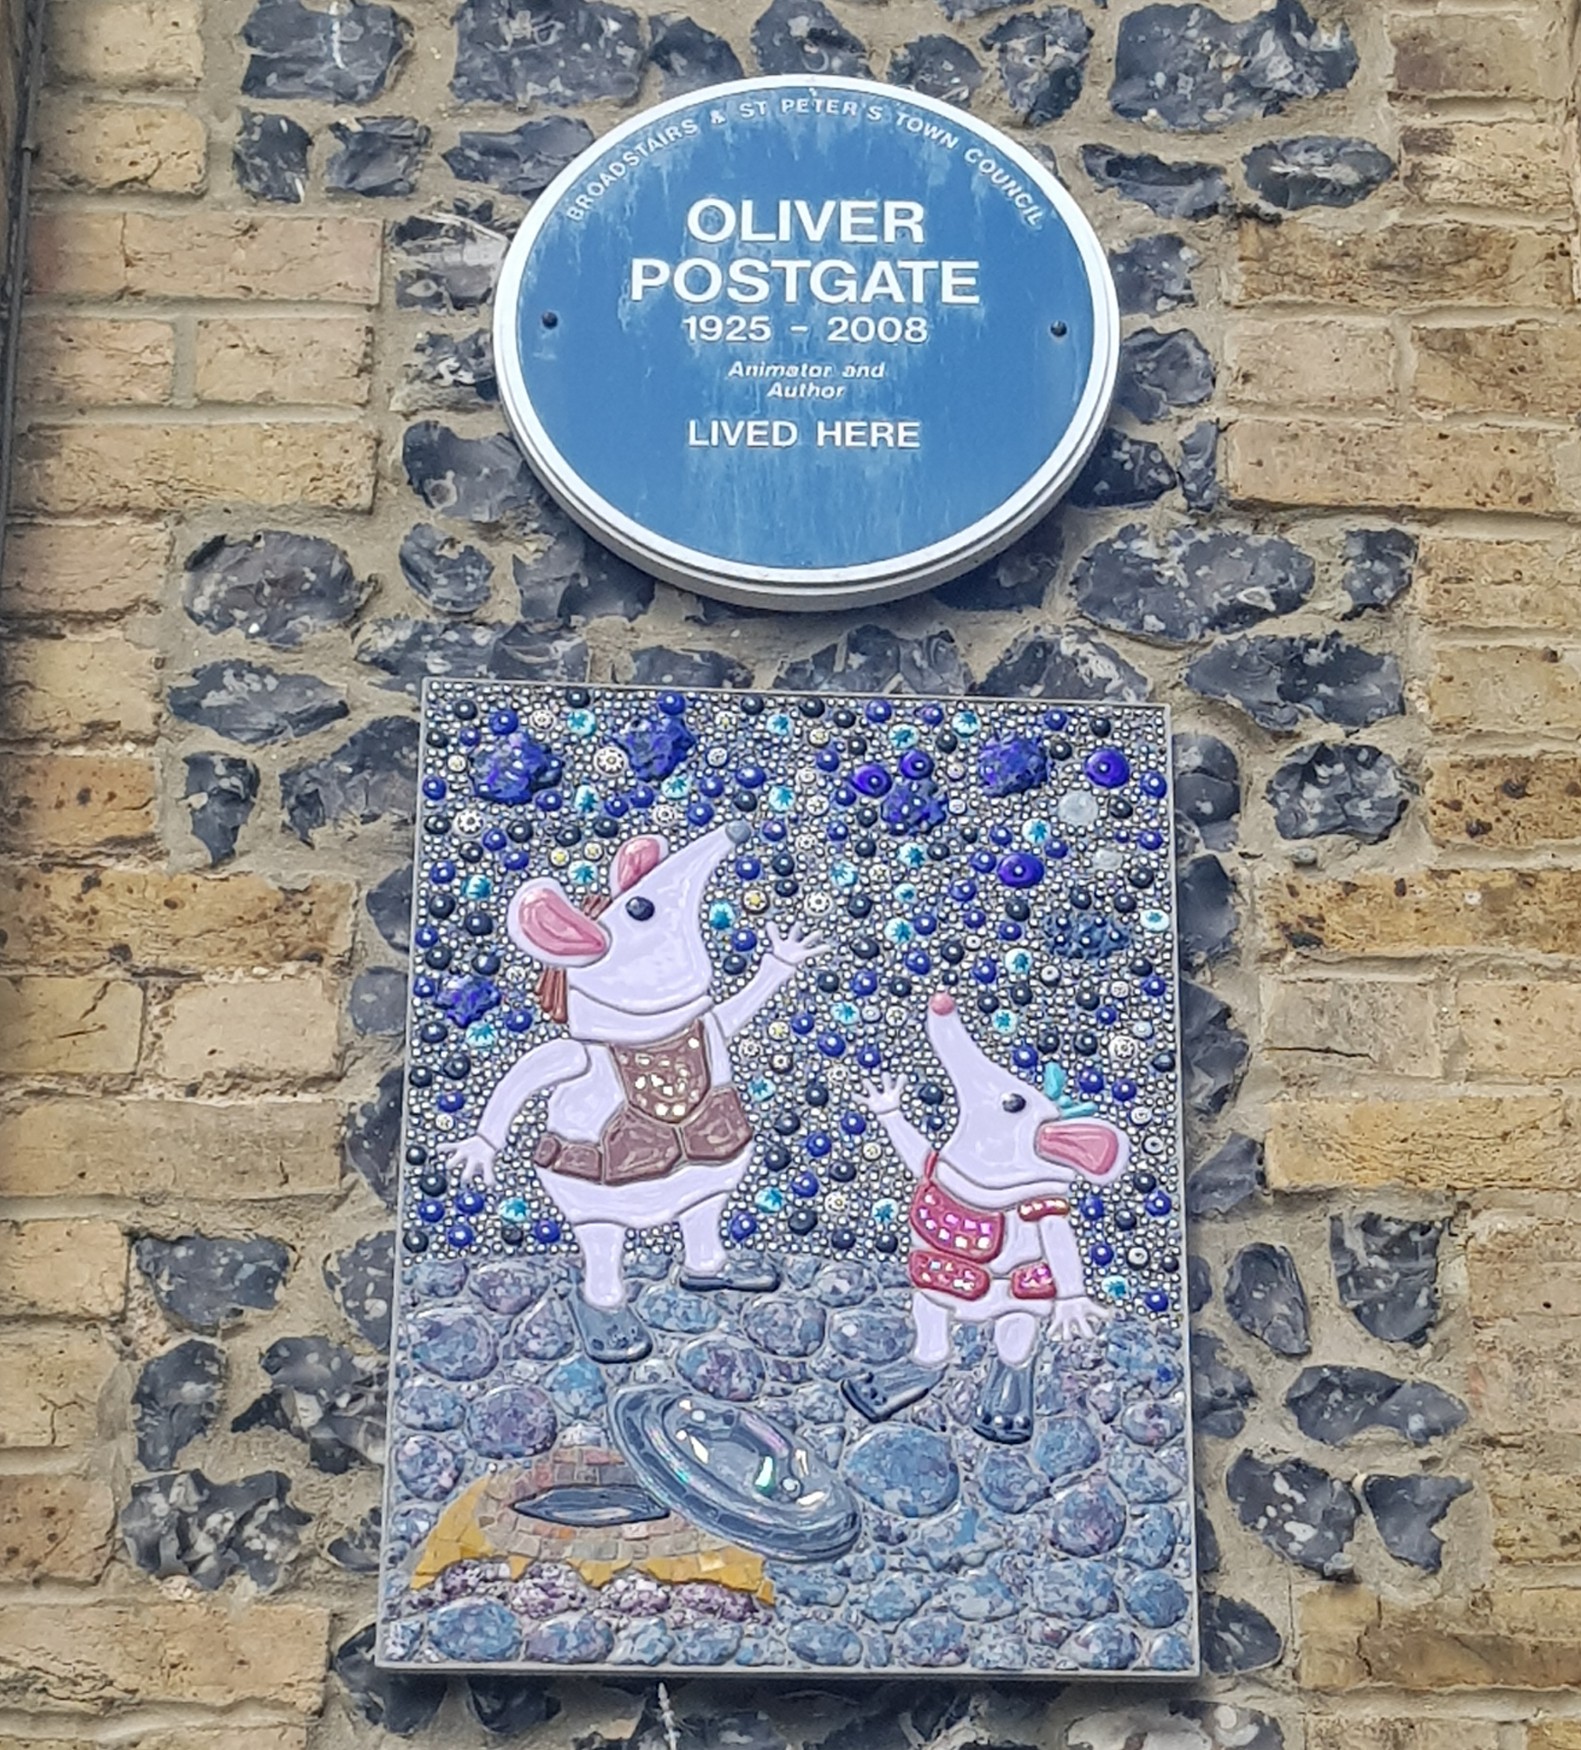 BROADSTAIRS & ST PETER'S TOWN COUNCIL
OLIVER
POSTGATE
1925 - 2008
Animator and
Author
LIVED HERE